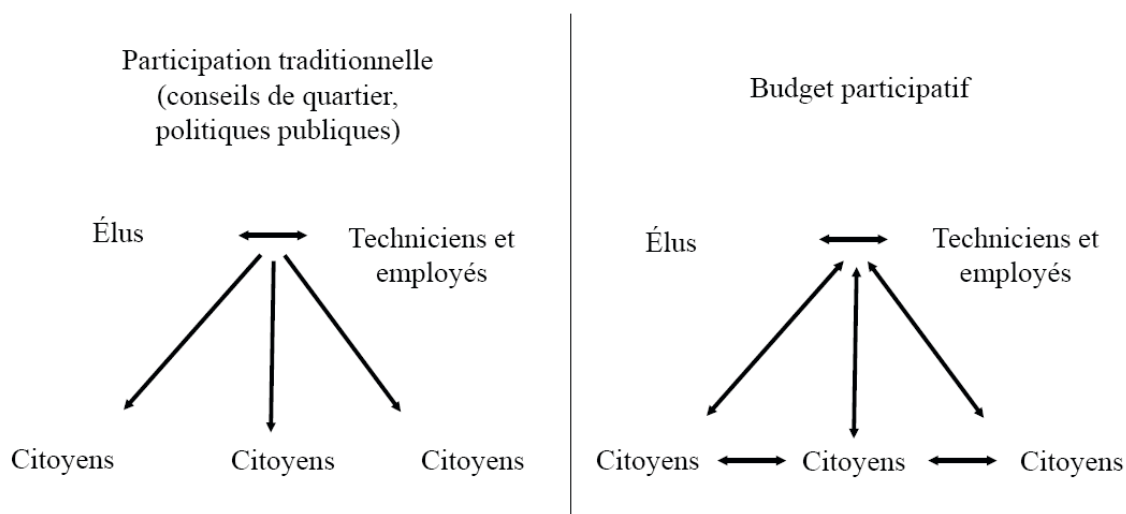 Participation traditionnelle
(conseils de quartier,
politiques publiques)
Élus
Techniciens et
employés
Citoyens
Citoyens
Citoyens
Budget participatif
Élus
Techniciens et
employés
Citoyens
Citoyens
Citoyens